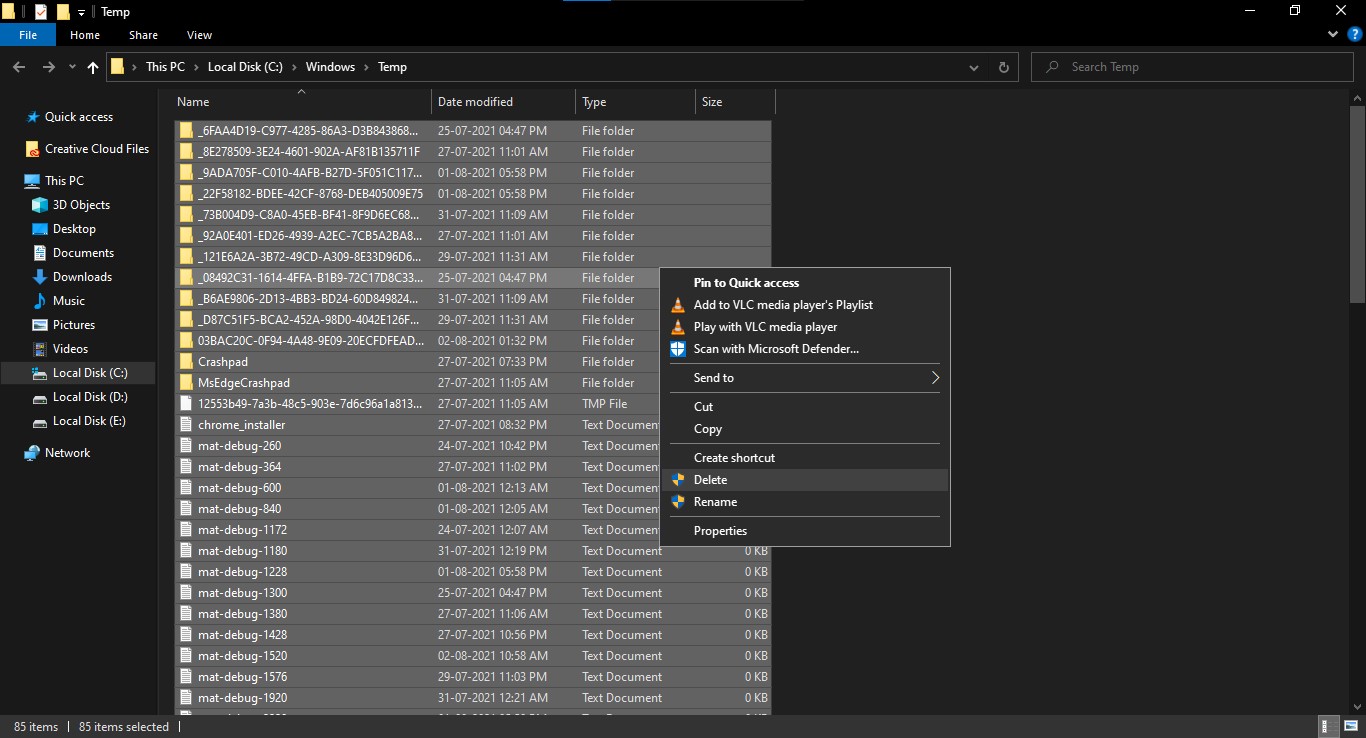 Temp
File Home Share View
This PC Local Disk (C:) Windows Temp Search Temp
Name Date modified Type Size
Quick access
Creative Cloud Files
This PC
3D Objects
Desktop
Documents
Downloads
Music
Pictures
Videos
Local Disk (C:)
Local Disk (D:)
Local Disk (E:)
Network
_6FAA4D19-C977-4285-86A3-D3B843868... 25-07-2021 04:47 PM File folder
_8E278509-3E24-4601-902A-AF81B135711F 27-07-2021 11:01 AM File folder
_9ADA705F-C010-4AFB-B27D-5F051C117... 01-08-2021 05:58 PM File folder
_22F58182-BDEE-42CF-8768-DEB405009E75 01-08-2021 05:58 PM File folder
_73B004D9-C8A0-45EB-BF41-8F9D6EC68... 31-07-2021 11:09 AM File folder
_92A0E401-ED26-4939-A2EC-7CB5A2BA8... 27-07-2021 11:01 AM File folder
_121E6A2A-3B72-49CD-A309-8E33D96D6... 29-07-2021 11:31 AM File folder
_08492C31-1614-4FFA-B1B9-72C17D8C33... 25-07-2021 04:47 PM File folder
_B6AE9806-2D13-4BB3-BD24-60D849824... 31-07-2021 11:09 AM File folder
_D87C51F5-BCA2-452A-98D0-4042E126F... 29-07-2021 11:31 AM File folder
03BAC20C-0F94-4A48-9E09-20ECFDFEAD... 02-08-2021 01:32 PM File folder
Crashpad 27-07-2021 07:33 PM File folder
MsEdgeCrashpad 27-07-2021 11:05 AM File folder
12553b49-7a3b-48c5-903e-7d6c96a1a813... 27-07-2021 11:05 AM TMP File
chrome_installer 27-07-2021 08:32 PM Text Document
mat-debug-260 24-07-2021 10:42 PM Text Document
mat-debug-364 27-07-2021 11:02 PM Text Document
mat-debug-600 01-08-2021 12:13 AM Text Document
mat-debug-840 01-08-2021 12:05 AM Text Document
mat-debug-1172 24-07-2021 12:07 AM Text Document
mat-debug-1180 31-07-2021 12:19 PM Text Document 0 KB
mat-debug-1228 01-08-2021 05:58 PM Text Document 0 KB
mat-debug-1300 25-07-2021 04:47 PM Text Document 0 KB
mat-debug-1380 27-07-2021 11:06 AM Text Document 0 KB
mat-debug-1428 27-07-2021 10:56 PM Text Document 0 KB
mat-debug-1520 02-08-2021 10:58 AM Text Document 0 KB
mat-debug-1576 29-07-2021 11:03 PM Text Document 0 KB
mat-debug-1920 31-07-2021 12:21 AM Text Document 0 KB
Pin to Quick access
Add to VLC media player's Playlist
Play with VLC media player
Scan with Microsoft Defender...
Send to
Cut
Copy
Create shortcut
Delete
Rename
Properties
85 items 85 items selected